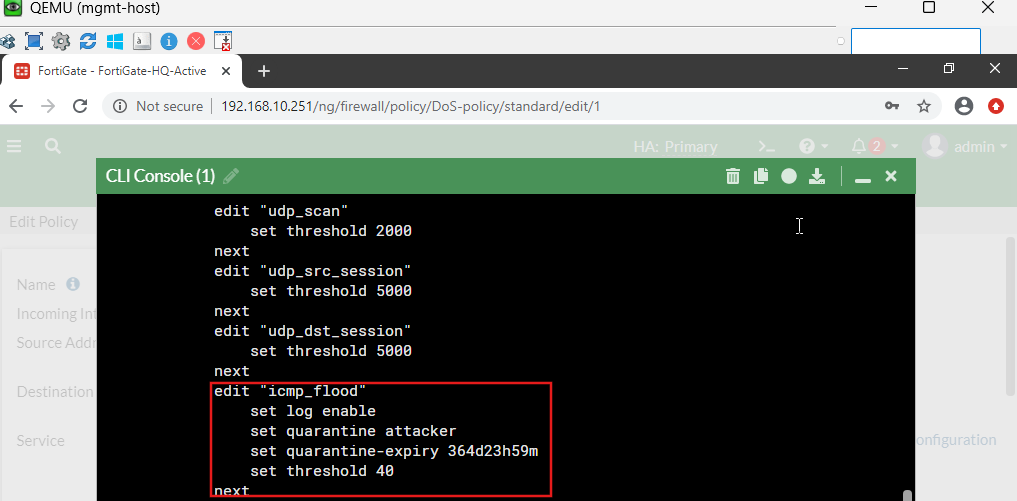 QEMU (mgmt-host)
FortiGate - FortiGate-HQ-Active
Not secure | 192.168.10.251/ng/firewall/policy/DoS-policy/standard/edit/1
HA: Primary
2
admin
CLI Console (1)
Edit Policy
Name
Incoming Int
Source Addr
Destination
Service
onfiguration
edit "udp_scan"
set threshold 2000
next
edit "udp_src_session"
set threshold 5000
next
edit "udp_dst_session"
set threshold 5000
next
edit "icmp_flood"
set log enable
set quarantine attacker
set quarantine-expiry 364d23h59m
set threshold 40
next